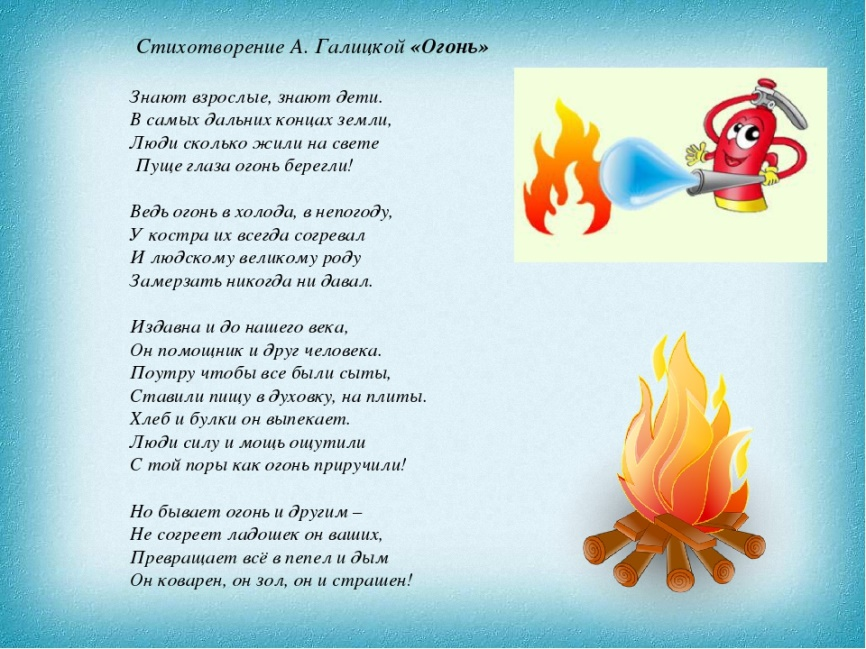 Стихотворение А. Галицкой «Огонь»
Знают взрослые, знают дети.
В самых дальних концах земли,
Люди сколько жили на свете
Пуще глаза огонь берегли!
Ведь огонь в холода, в непогоду,
У костра их всегда согревал
И людскому великому роду
Замерзать никогда ни давал.
Издавна и до нашего века,
Он помощник и друг человека.
Поутру чтобы все были сыты,
Ставили пищу в духовку, на плиты.
Хлеб и булки он выпекает.
Люди силу и мощь ощутили
С той поры как огонь приручили!
Но бывает огонь и другим –
Не согреет ладошек он ваших,
Превращает всё в пепел и дым
Он коварен, он зол, он и страшен!